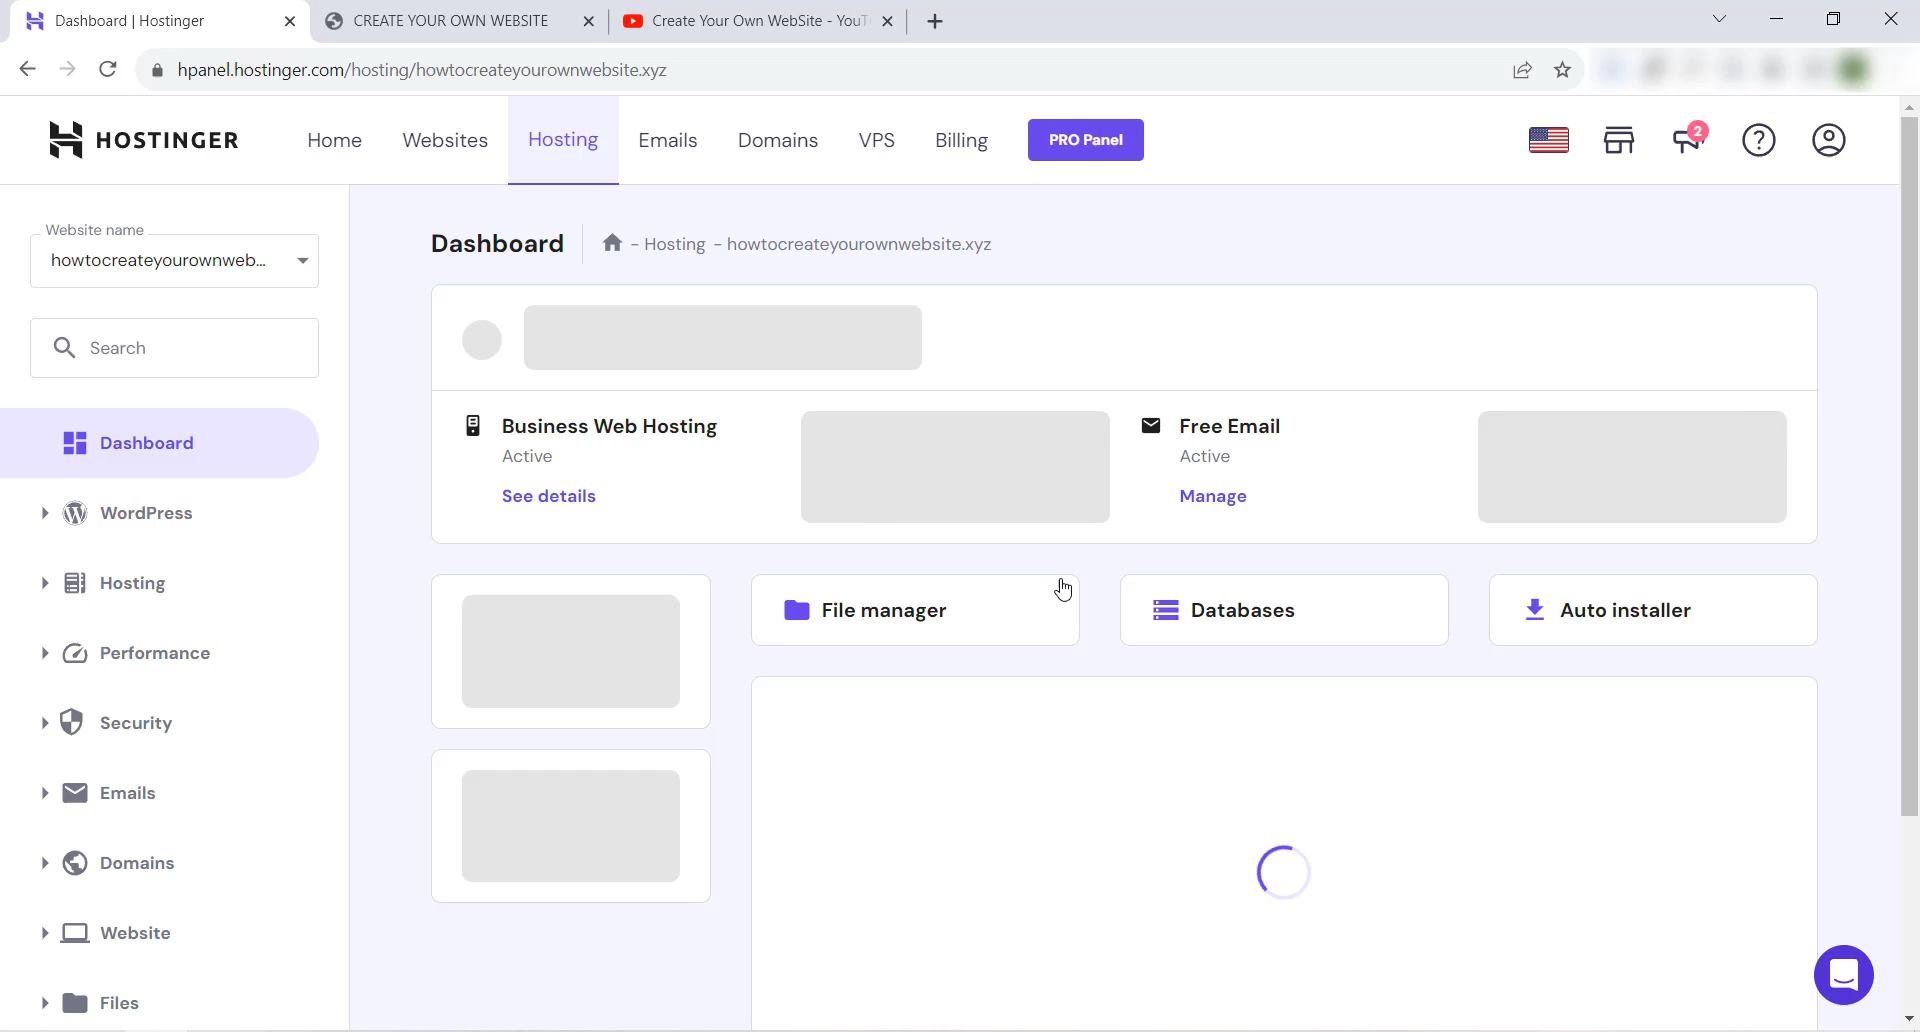 Dashboard | Hostinger
CREATE YOUR OWN WEBSITE
Create Your Own WebSite - YouT
hpanel.hostinger.com/hosting/howtocreateyourownwebsite.xyz
HOSTINGER
Home
Websites
Hosting
Emails
Domains
VPS
Billing
PRO Panel
2
Website name
howtocreateyourownweb...
Search
Dashboard
WordPress
Hosting
Performance
Security
Emails
Domains
Website
Files
Dashboard
- Hosting - howtocreateyourownwebsite.xyz
Business Web Hosting
Active
See details
Free Email
Active
Manage
File manager
Databases
Auto installer